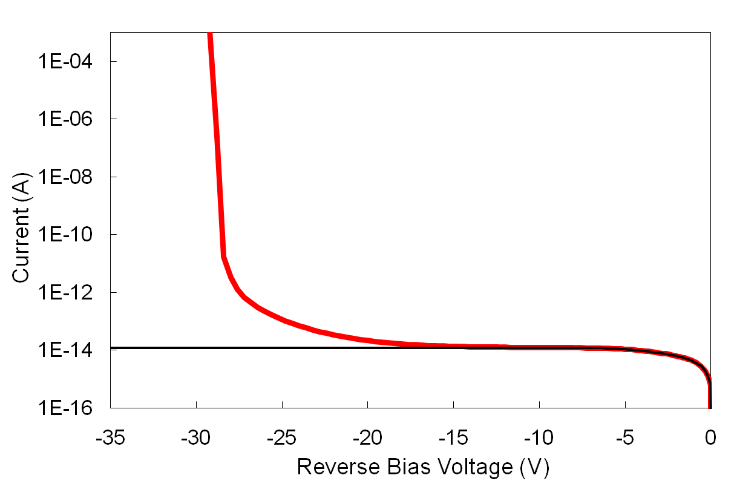 Current (A)
1E-04
1E-06
1E-08
1E-10
1E-12
1E-14
1E-16
-35 -30 -25 -20 -15 -10 -5 0
Reverse Bias Voltage (V)